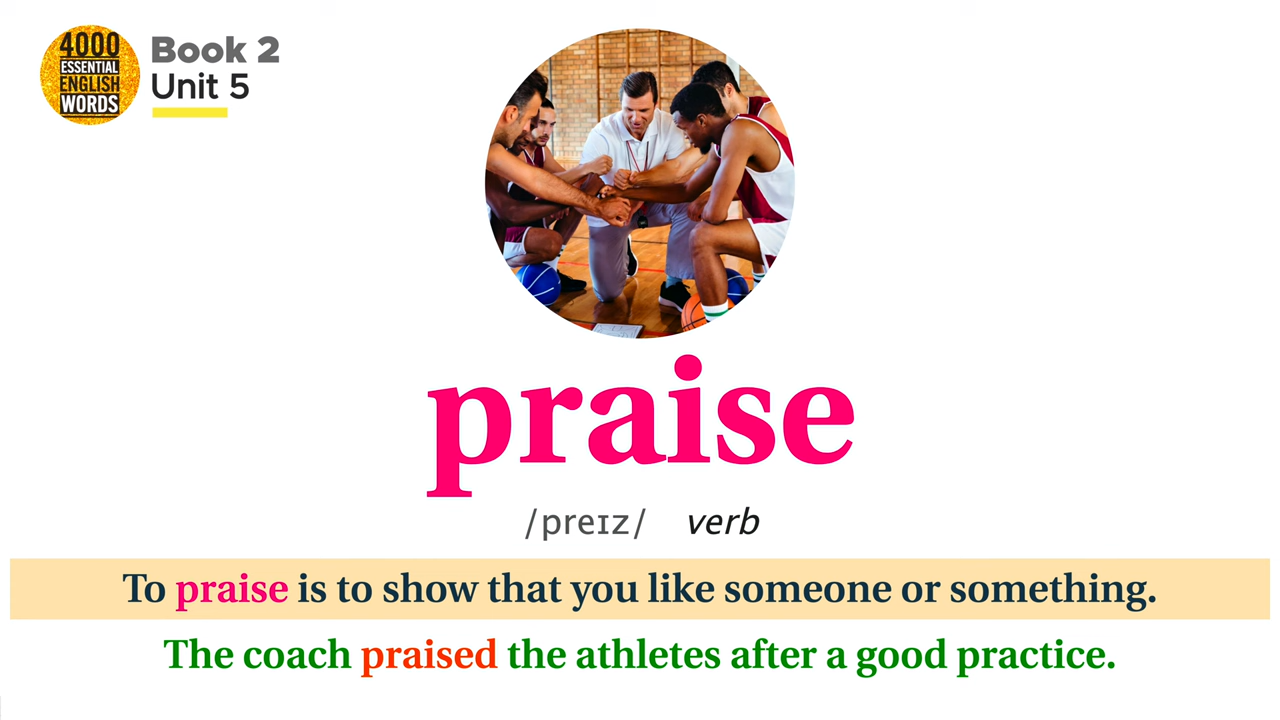 4000
ESSENTIAL
ENGLISH
WORDS
Book 2
Unit 5
praise
/preɪz/ verb
To praise is to show that you like someone or something.
The coach praised the athletes after a good practice.